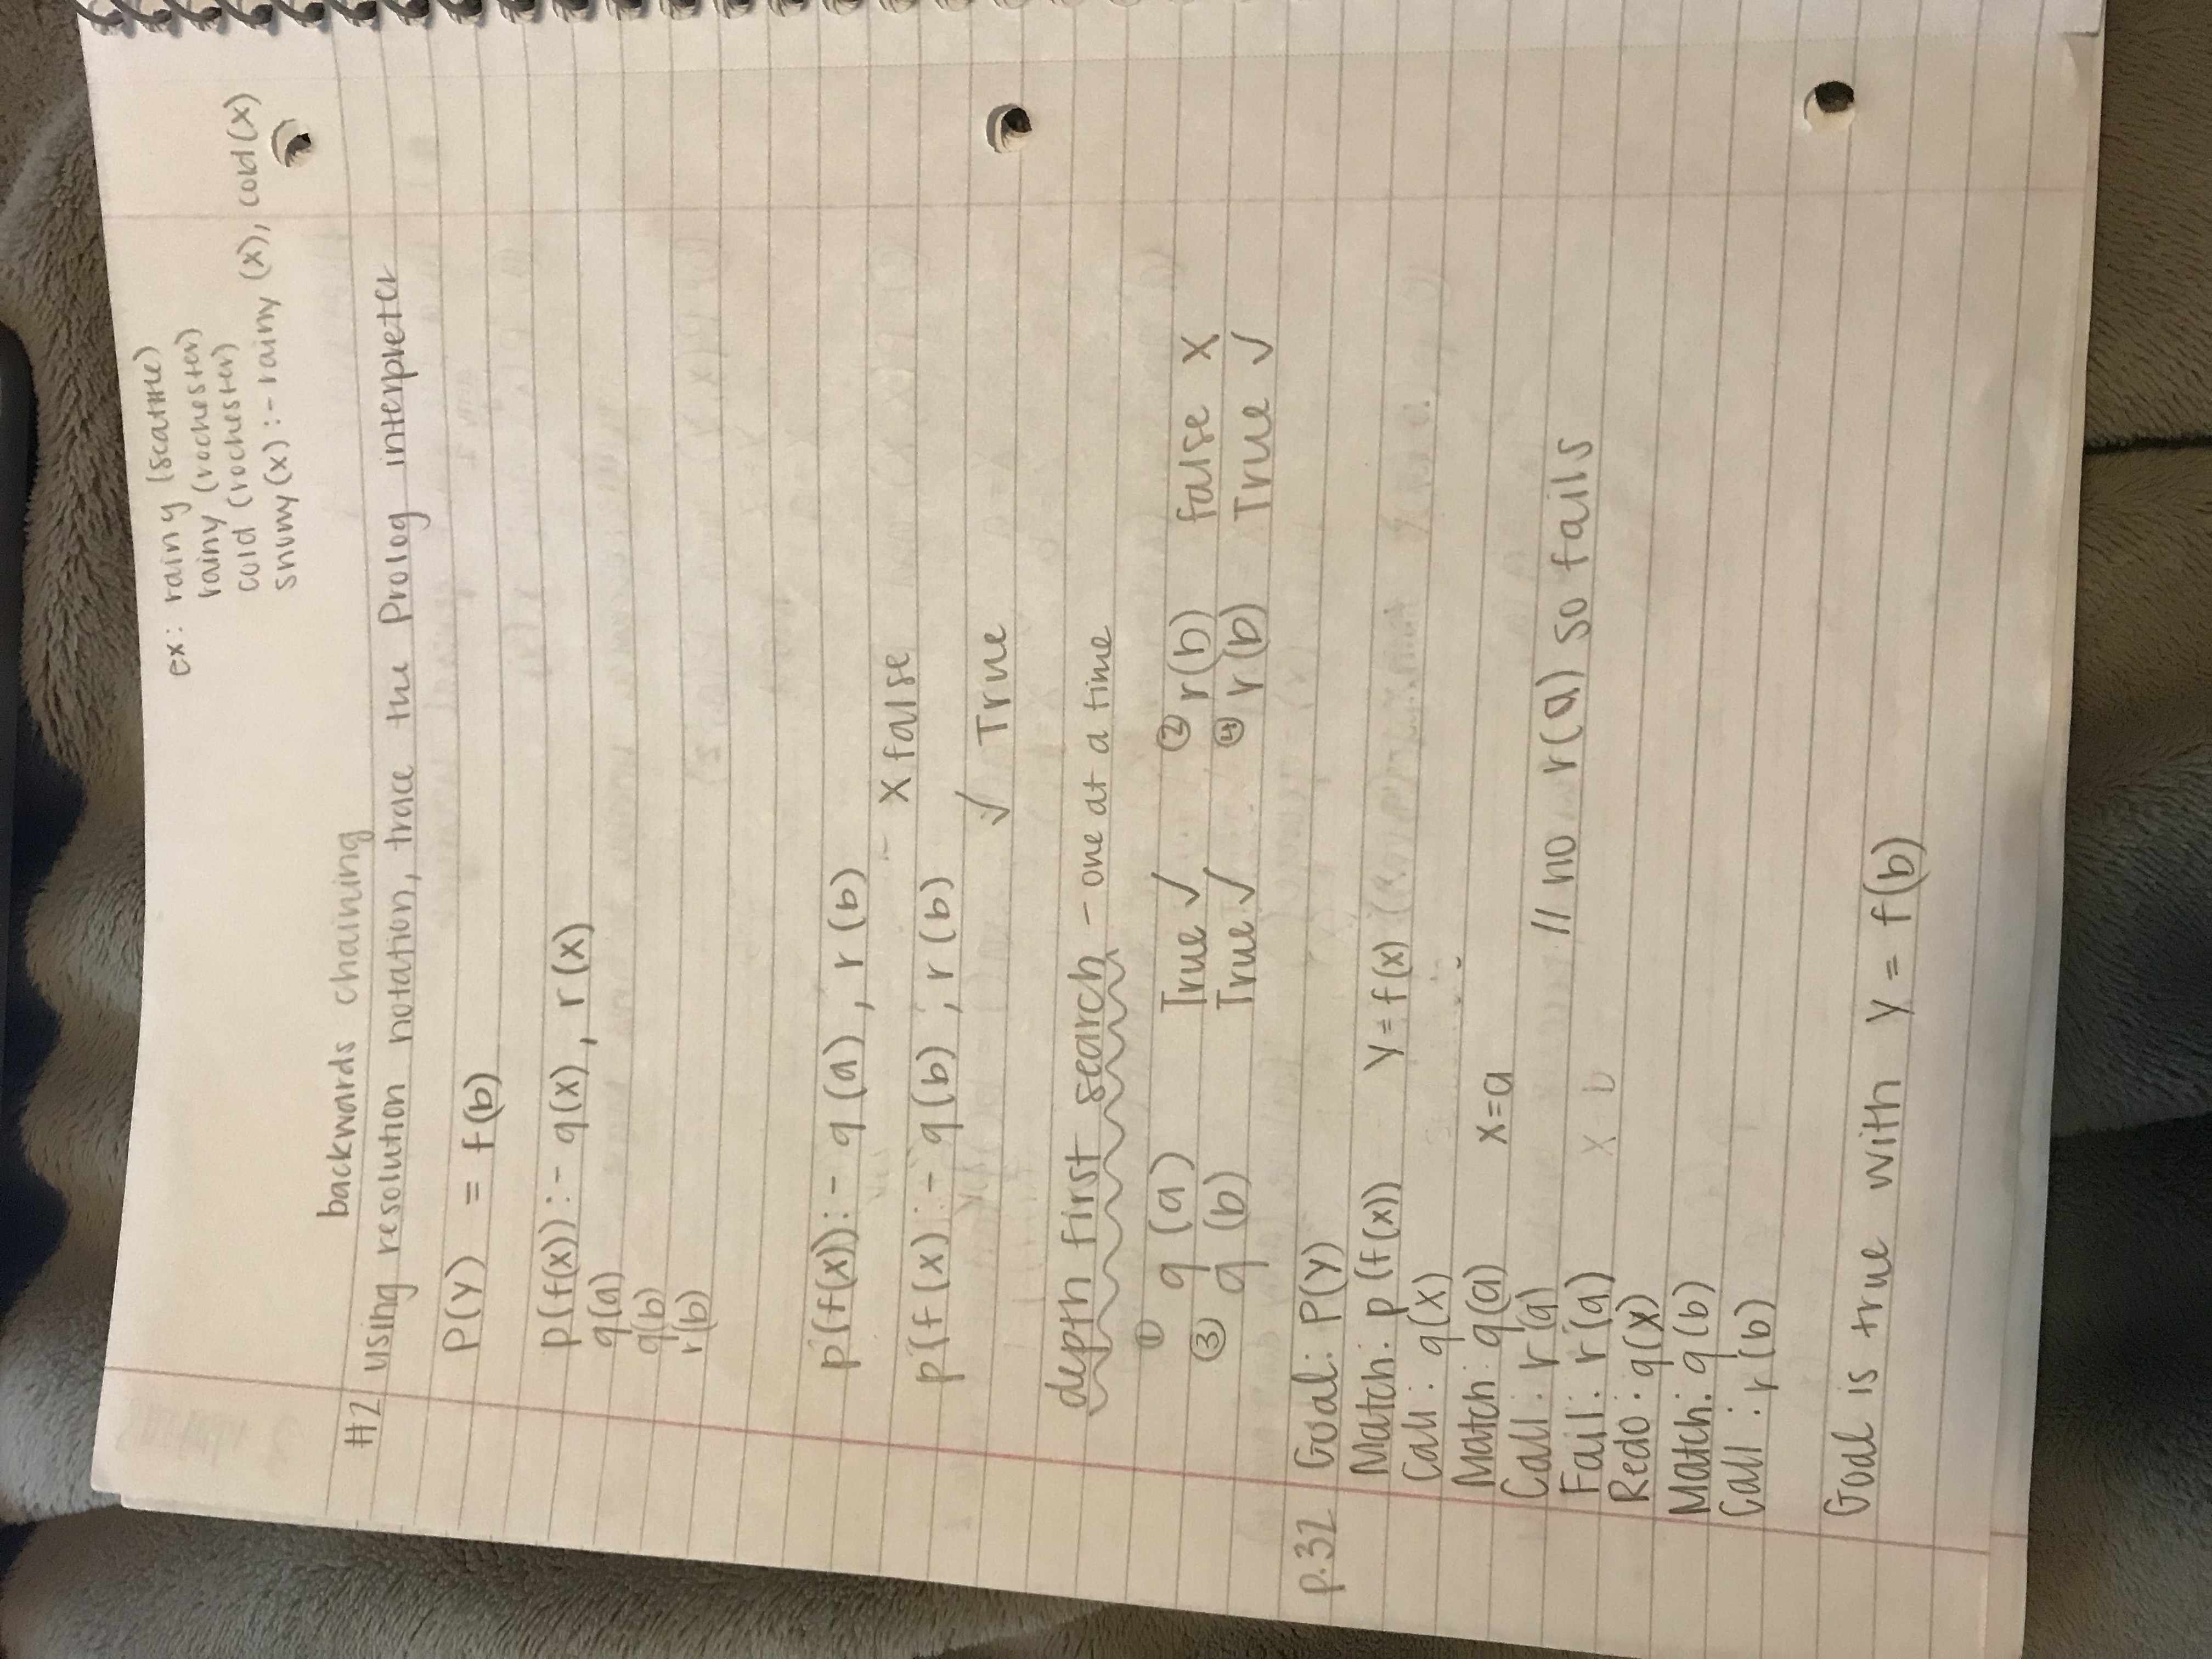 ex: rainy (seattle)
rainy (rochester)
cold (rochester)
snowy(x) :- rainy (x), cold(x)
backwards chaining
#2 using resolution notation, trace the Prolog interpreter
P(Y) = f(b)
p(f(x)) :- q(x), r(x)
q(a)
q(b)
r(b)
p(f(x)) :- q(a), r(b)
x false
p(f(x) :- q(b), r(b)
✓ True
depth first search - one at a time
① q(a) True ✓ ② r(b) false x
③ q(b) True ✓ ④ r(b) True ✓
p.32 Goal: P(Y)
Match: p(f(x)) Y = f(x)
Call: q(x)
Match: q(a) x=a
Call: r(a) // no r(a) so fails
Fail: r(a)
Redo: q(x)
Match: q(b)
Call: r(b)
Goal is true with Y = f(b)